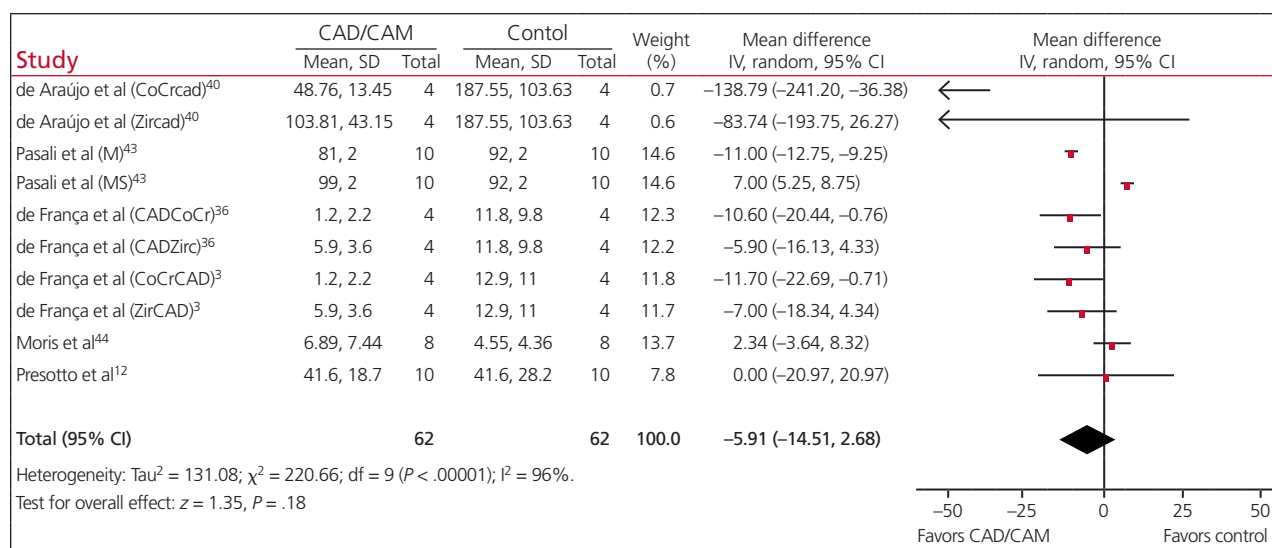 CAD/CAM Contol Weight Mean difference Mean difference
Study Mean, SD Total Mean, SD Total (%) IV, random, 95% CI IV, random, 95% CI
de Araújo et al (CoCrcad)40 48.76, 13.45 4 187.55, 103.63 4 0.7 –138.79 (–241.20, –36.38)
de Araújo et al (Zircad)40 103.81, 43.15 4 187.55, 103.63 4 0.6 –83.74 (–193.75, 26.27)
Pasali et al (M)43 81, 2 10 92, 2 10 14.6 –11.00 (–12.75, –9.25)
Pasali et al (MS)43 99, 2 10 92, 2 10 14.6 7.00 (5.25, 8.75)
de França et al (CADCoCr)36 1.2, 2.2 4 11.8, 9.8 4 12.3 –10.60 (–20.44, –0.76)
de França et al (CADZirc)36 5.9, 3.6 4 11.8, 9.8 4 12.2 –5.90 (–16.13, 4.33)
de França et al (CoCrCAD)3 1.2, 2.2 4 12.9, 11 4 11.8 –11.70 (–22.69, –0.71)
de França et al (ZirCAD)3 5.9, 3.6 4 12.9, 11 4 11.7 –7.00 (–18.34, 4.34)
Moris et al44 6.89, 7.44 8 4.55, 4.36 8 13.7 2.34 (–3.64, 8.32)
Presotto et al12 41.6, 18.7 10 41.6, 28.2 10 7.8 0.00 (–20.97, 20.97)
Total (95% CI) 62 62 100.0 –5.91 (–14.51, 2.68)
Heterogeneity: Tau2 = 131.08; χ2 = 220.66; df = 9 (P < .00001); I2 = 96%.
Test for overall effect: z = 1.35, P = .18
–50 –25 0 25 50
Favors CAD/CAM Favors control